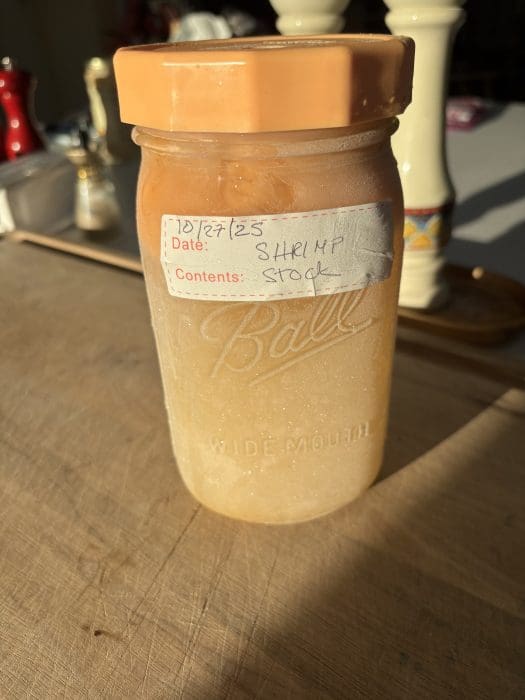 10/27/25
Date:
SHRIMP
Contents: Stock
Ball
WIDE MOUTH